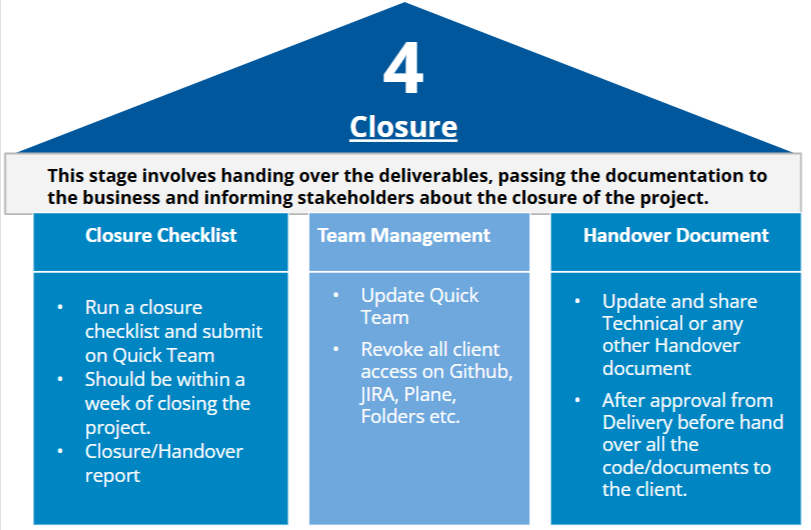 4
Closure
This stage involves handing over the deliverables, passing the documentation to
the business and informing stakeholders about the closure of the project.
Closure Checklist
• Run a closure
checklist and submit
on Quick Team
• Should be within a
week of closing the
project.
• Closure/Handover
report
Team Management
• Update Quick
Team
• Revoke all client
access on Github,
JIRA, Plane,
Folders etc.
Handover Document
• Update and share
Technical or any
other Handover
document
• After approval from
Delivery before hand
over all the
code/documents to
the client.